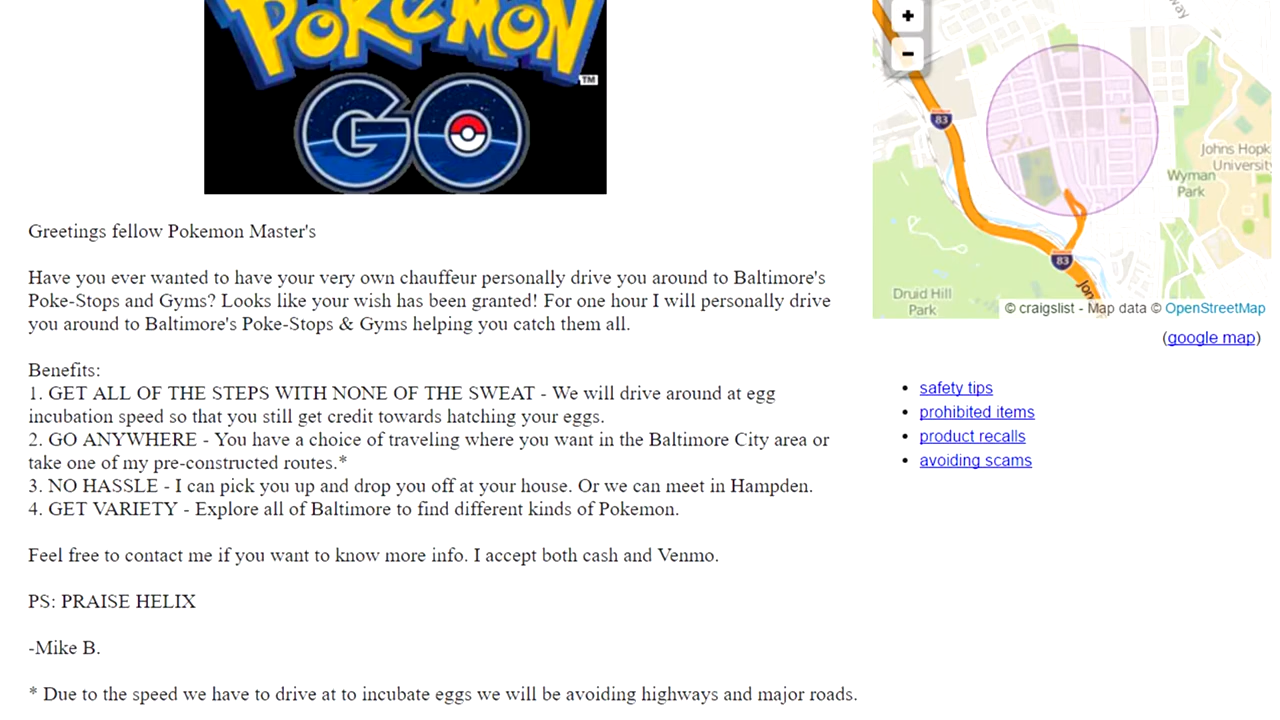 POKÉMON
GO
TM
Greetings fellow Pokemon Master's
Have you ever wanted to have your very own chauffeur personally drive you around to Baltimore's
Poke-Stops and Gyms? Looks like your wish has been granted! For one hour I will personally drive
you around to Baltimore's Poke-Stops & Gyms helping you catch them all.
Benefits:
1. GET ALL OF THE STEPS WITH NONE OF THE SWEAT - We will drive around at egg
incubation speed so that you still get credit towards hatching your eggs.
2. GO ANYWHERE - You have a choice of traveling where you want in the Baltimore City area or
take one of my pre-constructed routes.*
3. NO HASSLE - I can pick you up and drop you off at your house. Or we can meet in Hampden.
4. GET VARIETY - Explore all of Baltimore to find different kinds of Pokemon.
Feel free to contact me if you want to know more info. I accept both cash and Venmo.
PS: PRAISE HELIX
-Mike B.
* Due to the speed we have to drive at to incubate eggs we will be avoiding highways and major roads.
+
-
way
83
Johns Hopk
University
Wyman
Park
83
Jon
Druid Hill
Park
© craigslist - Map data © OpenStreetMap
(google map)
• safety tips
• prohibited items
• product recalls
• avoiding scams